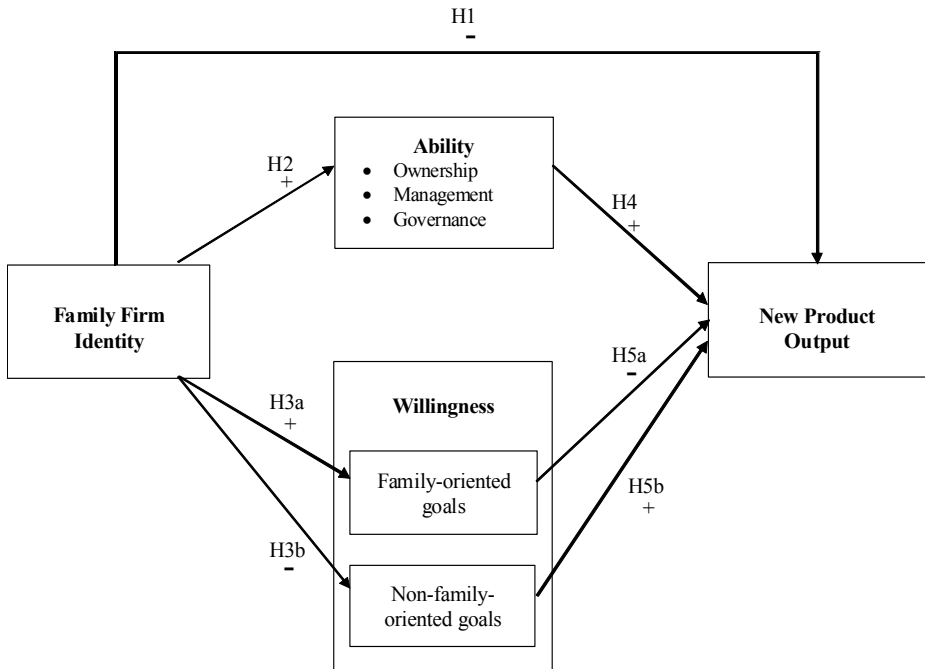 H1
-
Ability
• Ownership
• Management
• Governance
H2
+
H4
+
Family Firm
Identity
New Product
Output
H5a
-
Willingness
H3a
+
Family-oriented
goals
H5b
+
H3b
-
Non-family-
oriented goals